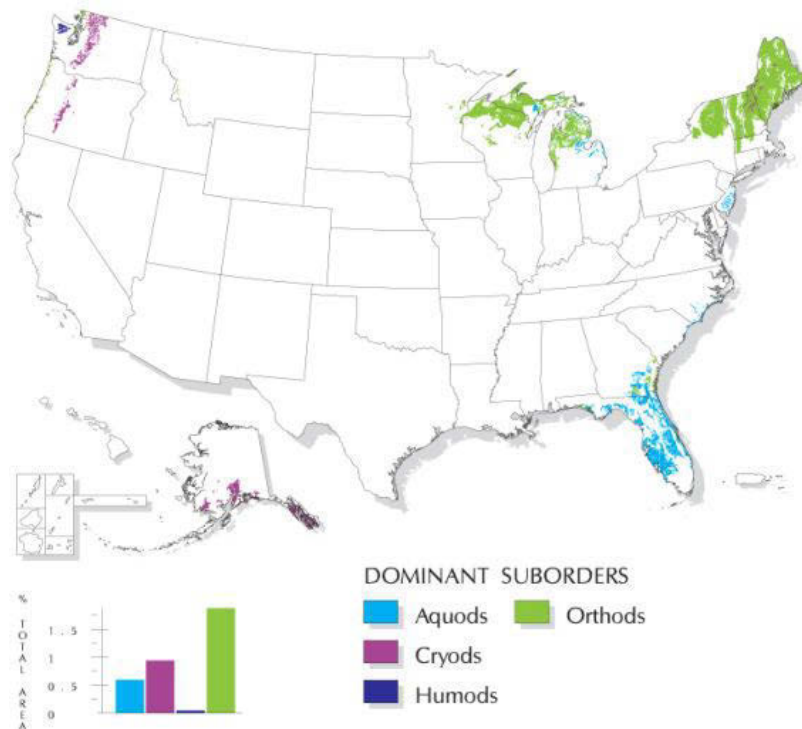 %
TOTAL
AREA
1.5
1
0.5
0
DOMINANT SUBORDERS
Aquods
Orthods
Cryods
Humods